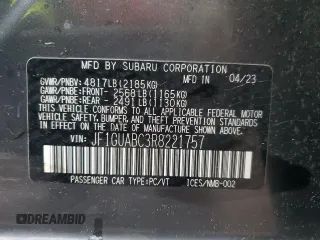 MFD BY SUBARU CORPORATION
MFD IN 04/23
GVWR/PNBV: 4817LB(2185KG)
GAWR/PNBE: FRONT- 2568LB(1165KG)
GAWR/PNBE: REAR - 2491LB(1130KG)
THIS VEHICLE CONFORMS TO ALL APPLICABLE FEDERAL MOTOR
VEHICLE SAFETY, BUMPER, AND THEFT PREVENTION STANDARDS
IN EFFECT ON THE DATE OF MANUFACTURE SHOWN ABOVE.
VIN: JF1GUABC3R8221757
PASSENGER CAR TYPE:PC/VT ICES/NMB-002
AutoBidMaster